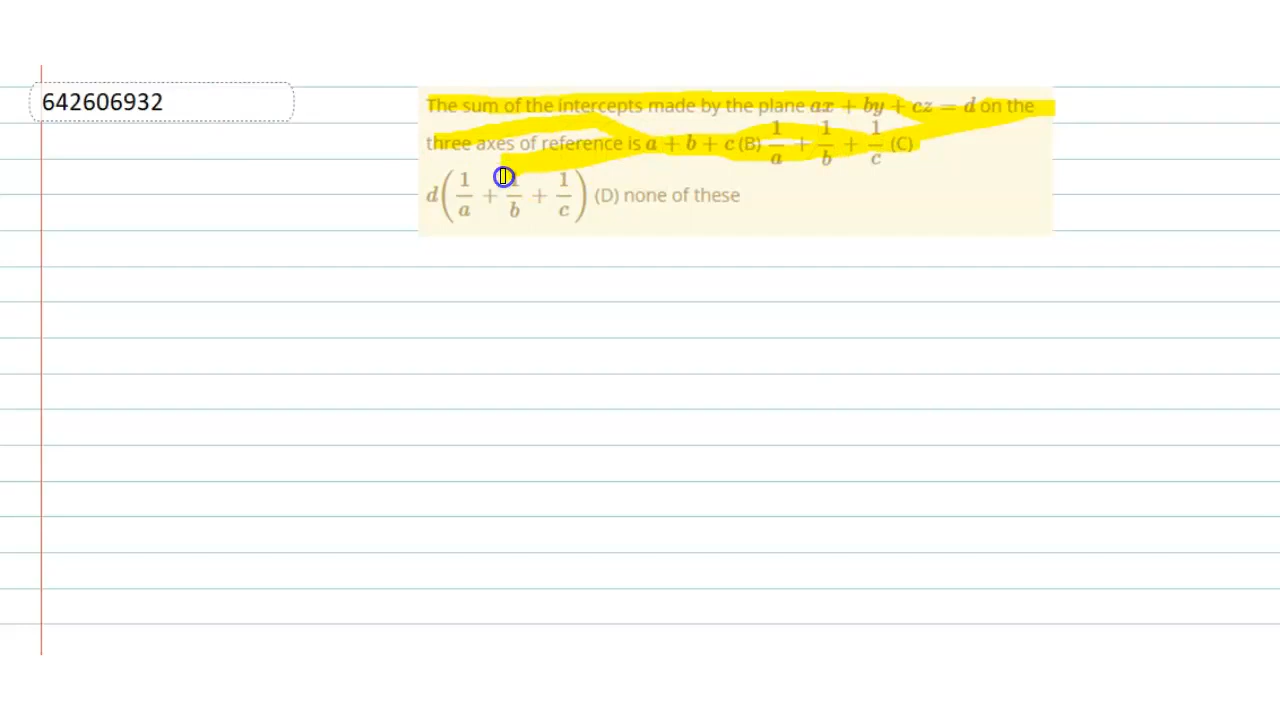 642606932
The sum of the intercepts made by the plane ax + by + cz = d on the
three axes of reference is a + b + c (B) 1/a + 1/b + 1/c (C)
d(1/a + 1/b + 1/c) (D) none of these